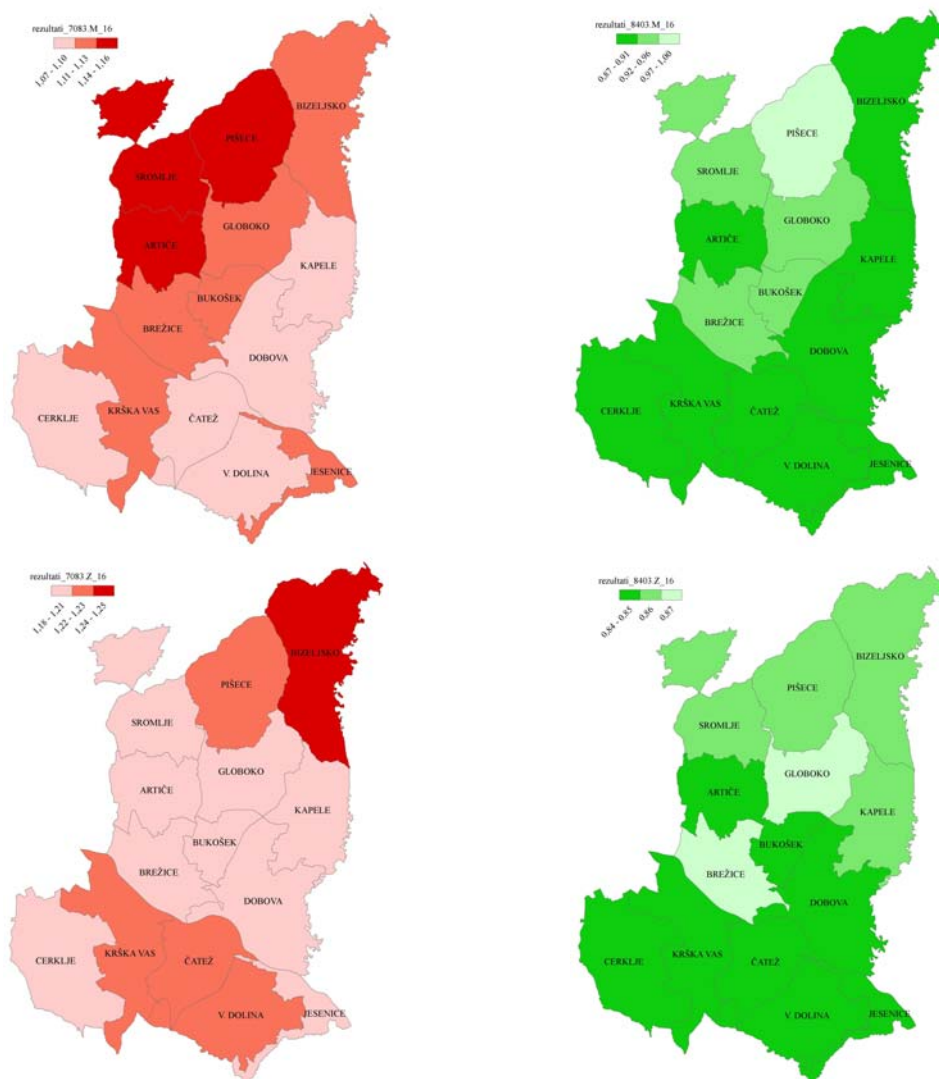 rezultati_7083.M_16
1,07 - 1,10
1,11 - 1,13
1,14 - 1,16
BIZELJSKO
PIŠECE
SROMLJE
GLOBOKO
ARTIČE
KAPELE
BUKOŠEK
BREŽICE
DOBOVA
CERKLJE
KRŠKA VAS
ČATEŽ
V. DOLINA
JESENICE
rezultati_8403.M_16
0,87 - 0,91
0,92 - 0,96
0,97 - 1,00
BIZELJSKO
PIŠECE
SROMLJE
GLOBOKO
ARTIČE
KAPELE
BUKOŠEK
BREŽICE
DOBOVA
CERKLJE
KRŠKA VAS
ČATEŽ
V. DOLINA
JESENICE
rezultati_7083.Z_16
1,18 - 1,21
1,22 - 1,23
1,24 - 1,25
BIZELJSKO
PIŠECE
SROMLJE
GLOBOKO
ARTIČE
KAPELE
BUKOŠEK
BREŽICE
DOBOVA
KRŠKA VAS
ČATEŽ
CERKLJE
V. DOLINA
JESENICE
rezultati_8403.Z_16
0,84 - 0,85
0,86
0,87
BIZELJSKO
PIŠECE
SROMLJE
GLOBOKO
ARTIČE
KAPELE
BUKOŠEK
BREŽICE
DOBOVA
CERKLJE
KRŠKA VAS
ČATEŽ
V. DOLINA
JESENICE